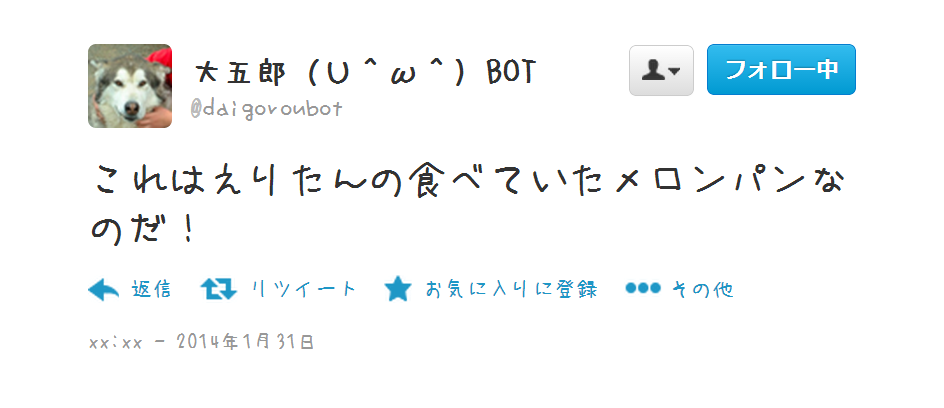 大五郎（U＾ω＾）BOT
フォロー中
@daigoroubot
これはえりたんの食べていたメロンパンな
のだ！
返信 リツイート お気に入りに登録 その他
xx:xx - 2014年1月31日